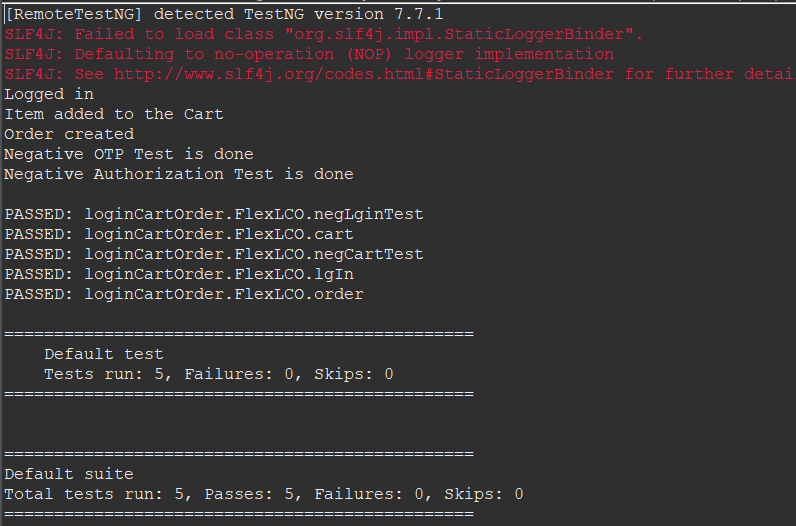 [RemoteTestNG] detected TestNG version 7.7.1
SLF4J: Failed to load class "org.slf4j.impl.StaticLoggerBinder".
SLF4J: Defaulting to no-operation (NOP) logger implementation
SLF4J: See http://www.slf4j.org/codes.html#StaticLoggerBinder for further detai
Logged in
Item added to the Cart
Order created
Negative OTP Test is done
Negative Authorization Test is done
PASSED: loginCartOrder.FlexLCO.negLginTest
PASSED: loginCartOrder.FlexLCO.cart
PASSED: loginCartOrder.FlexLCO.negCartTest
PASSED: loginCartOrder.FlexLCO.lgIn
PASSED: loginCartOrder.FlexLCO.order
===============================================
Default test
Tests run: 5, Failures: 0, Skips: 0
===============================================
===============================================
Default suite
Total tests run: 5, Passes: 5, Failures: 0, Skips: 0
===============================================